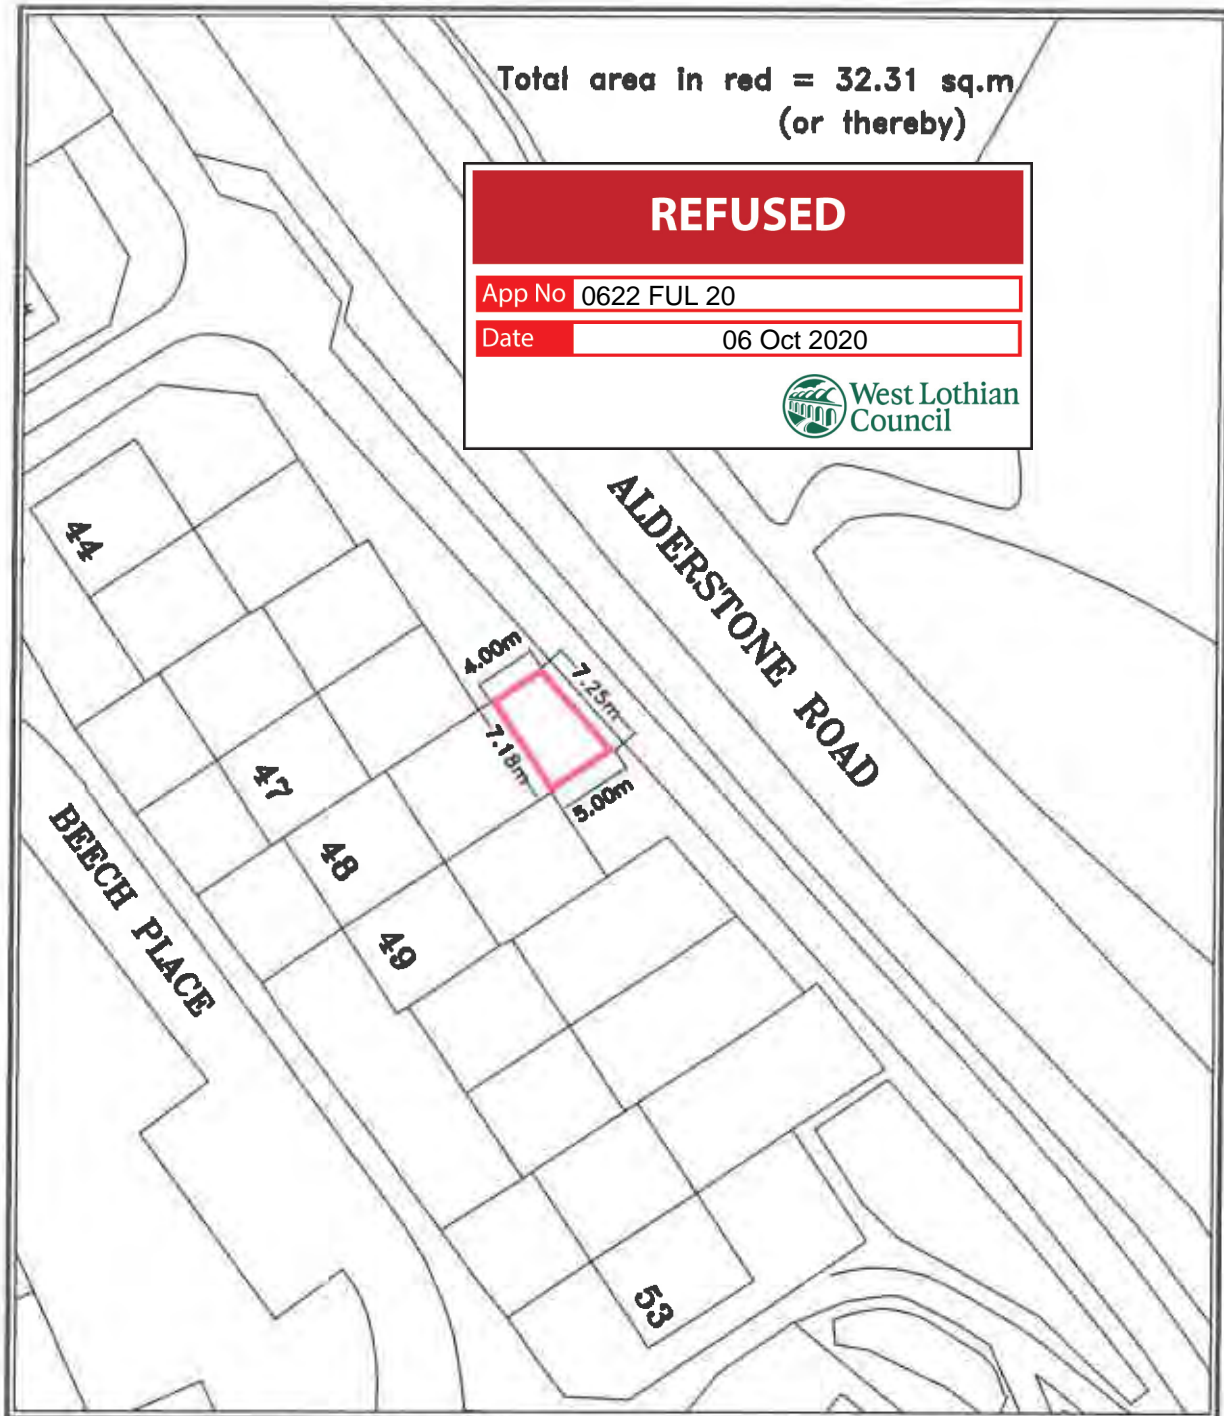 Total area in red = 32.31 sq.m
(or thereby)
REFUSED
App No 0622 FUL 20
Date 06 Oct 2020
West Lothian
Council
ALDERSTONE ROAD
44
4.00m
7.25m
7.18m
5.00m
47
48
49
BEECH PLACE
53